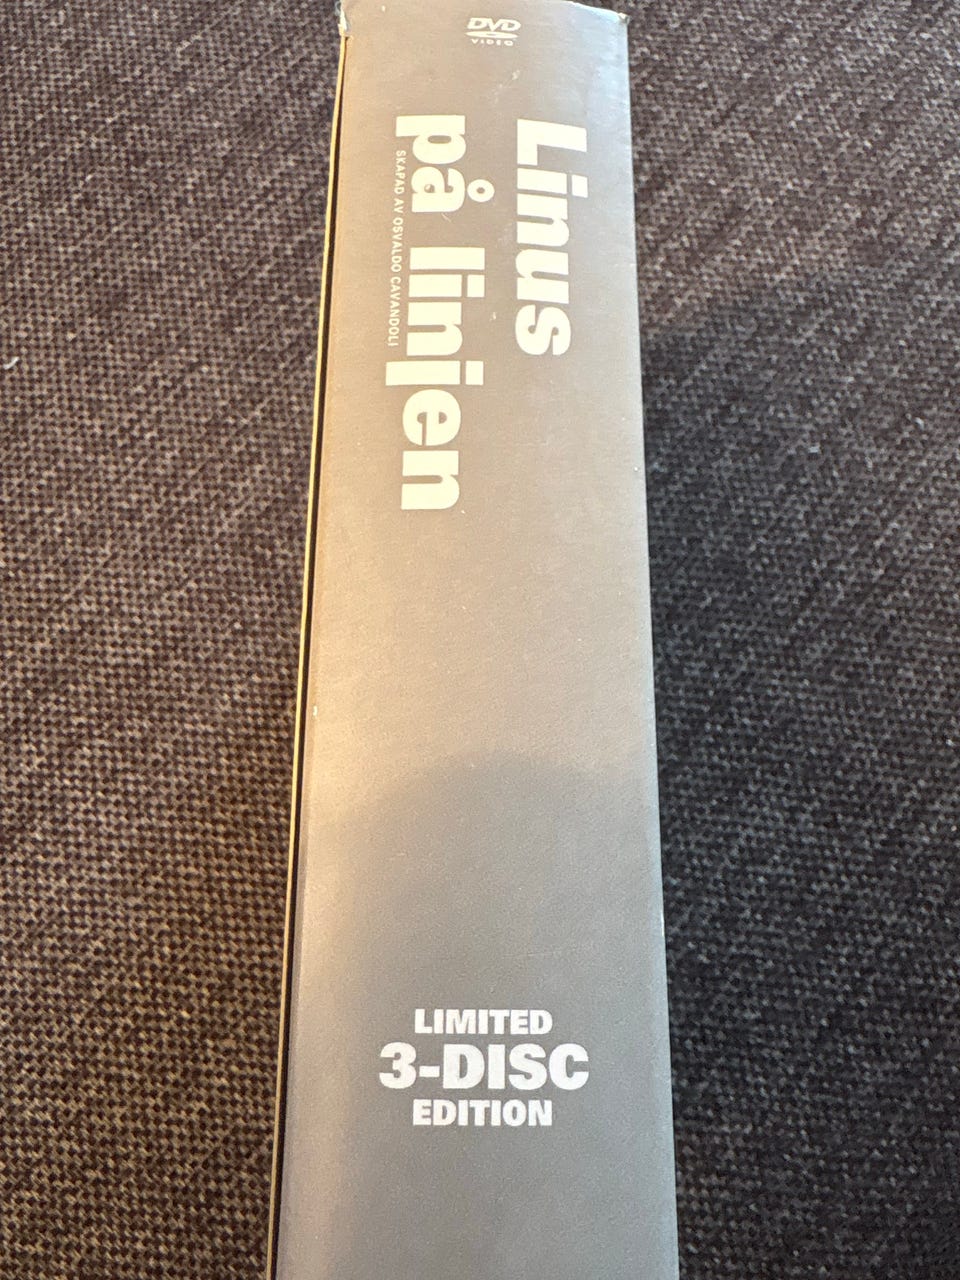 DVD
VIDEO
Linus
på linjen
SKAPAD AV OSVALDO CAVANDOLI
LIMITED
3-DISC
EDITION